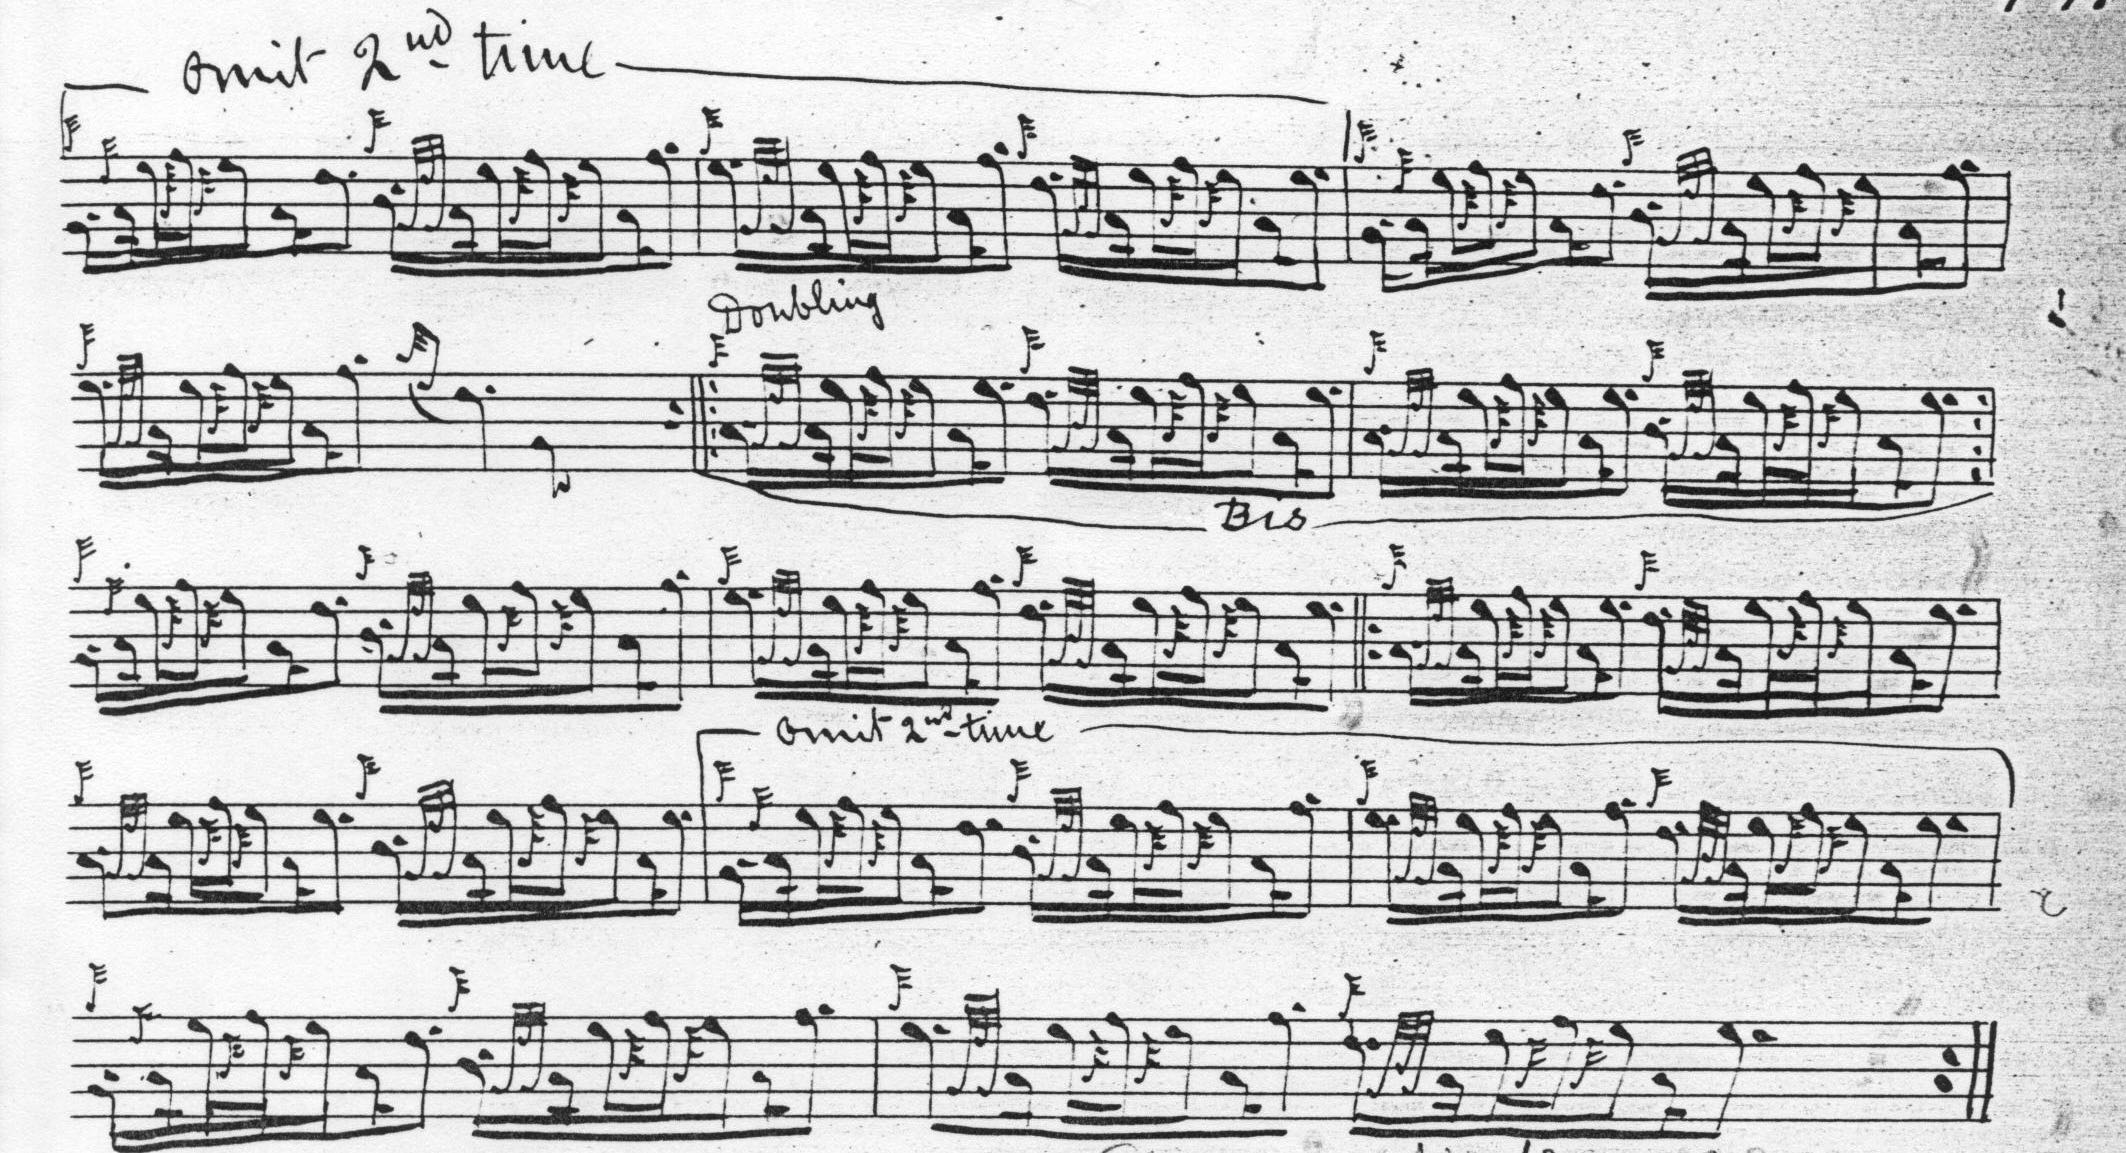 omit 2nd time
Doubling
Bis
omit 2nd time